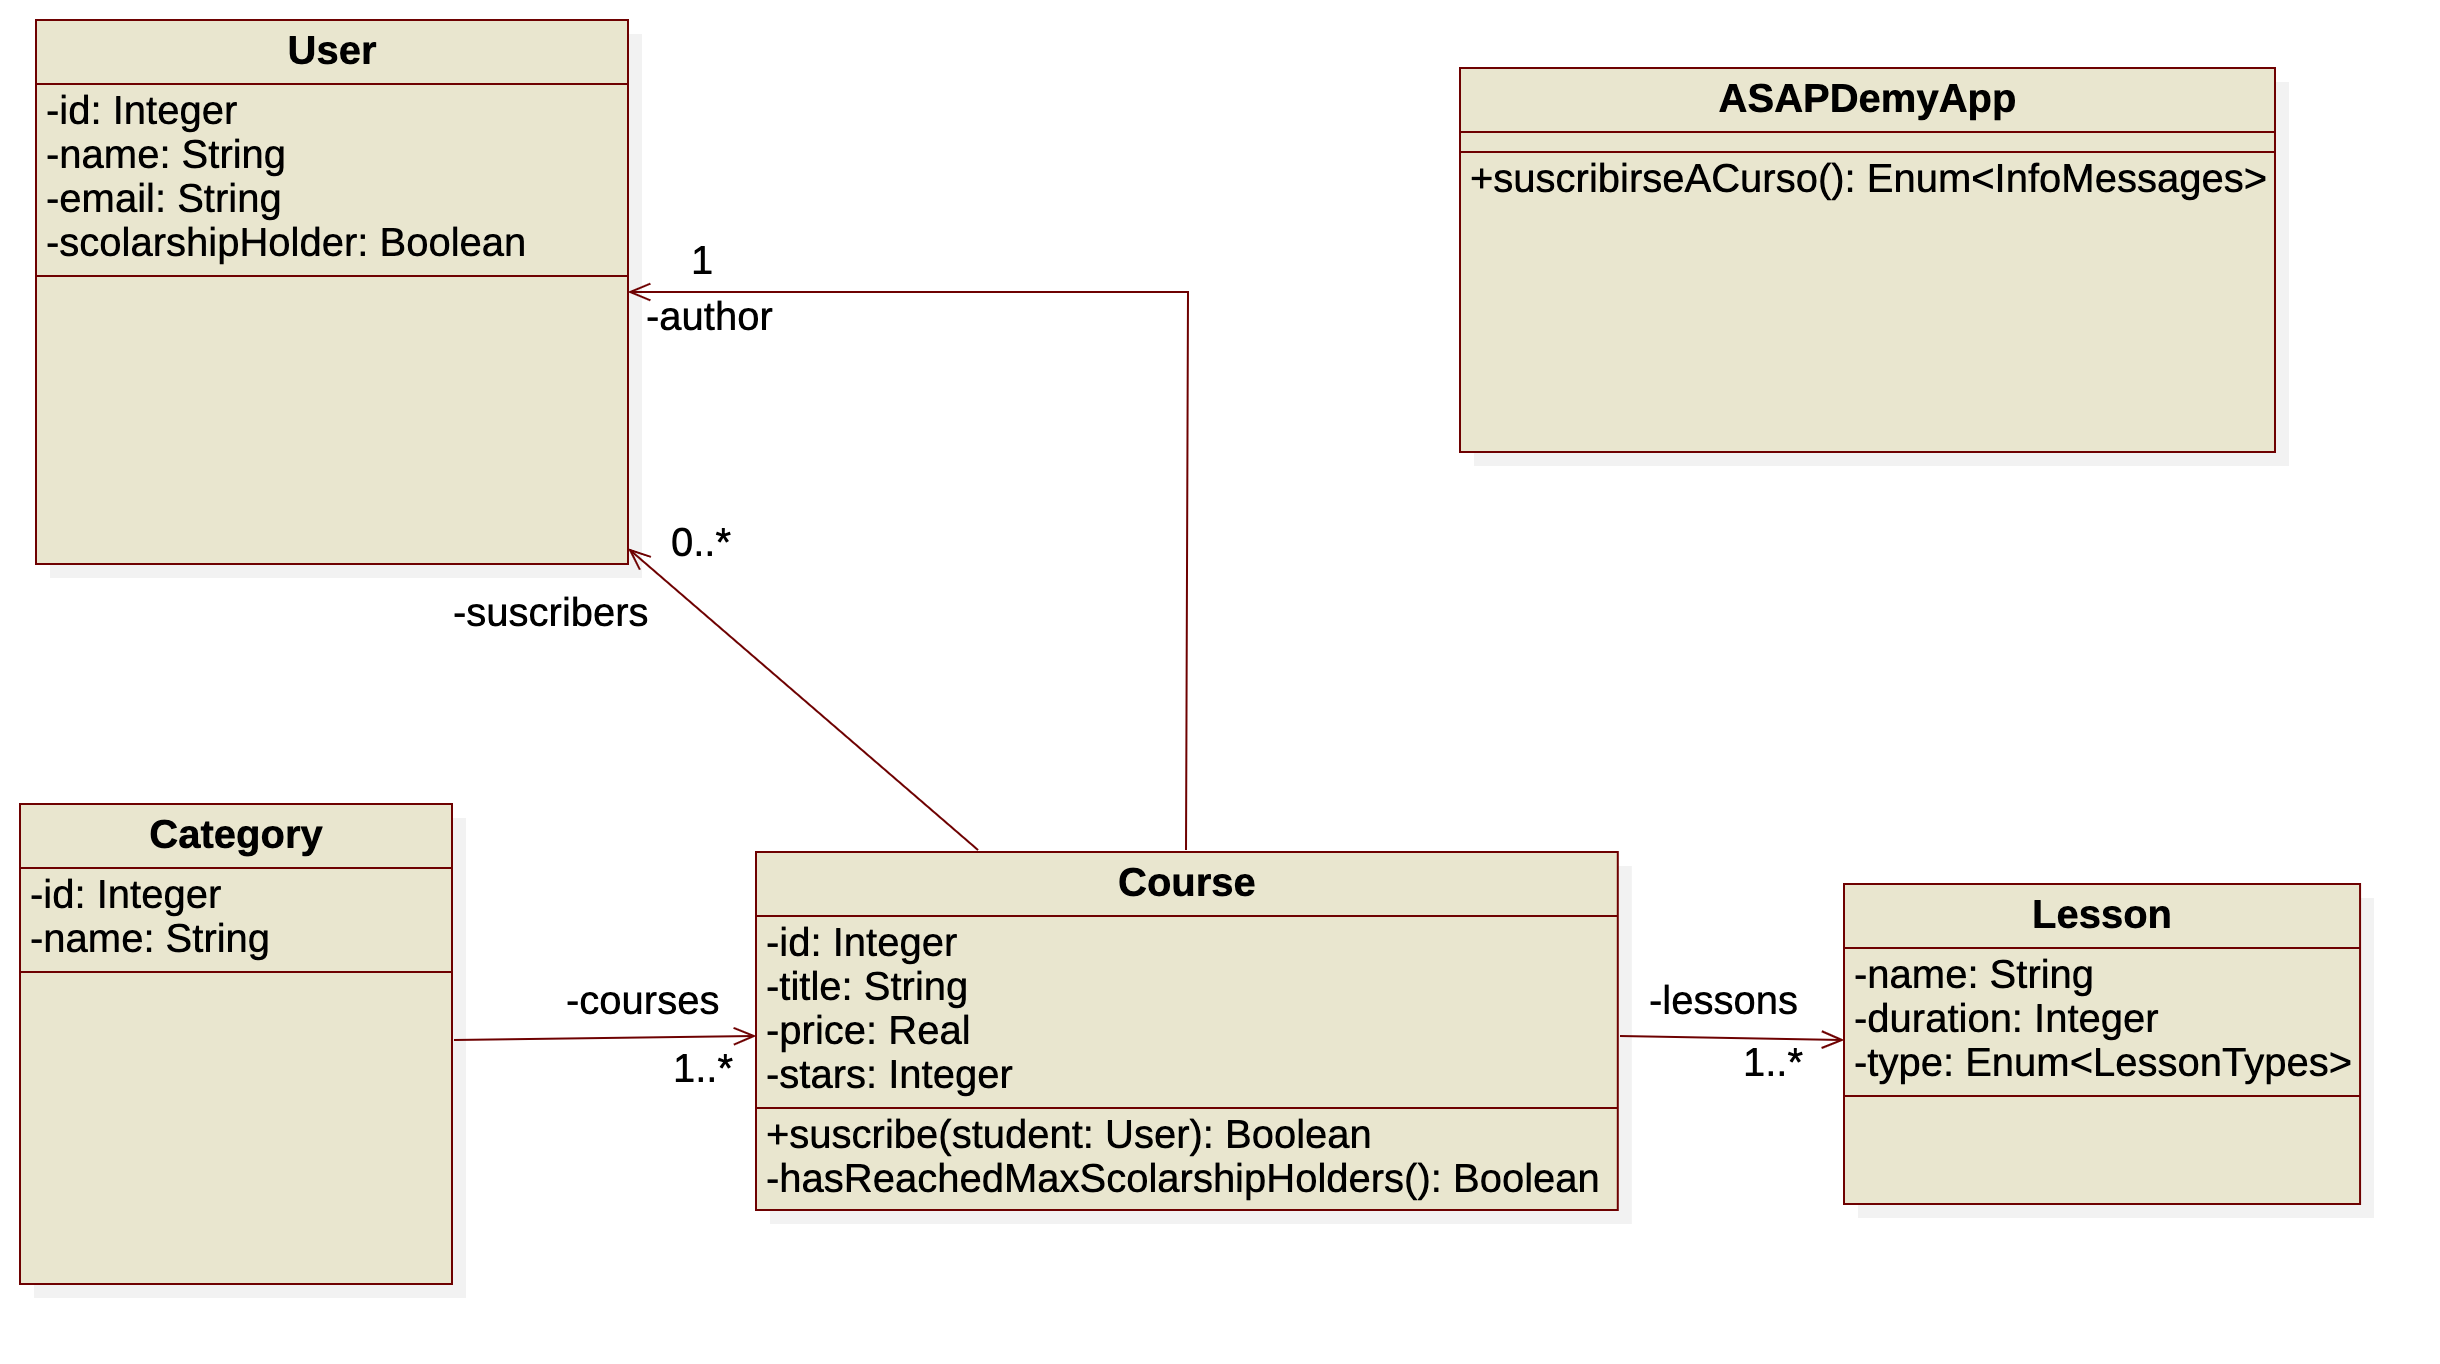 User
-id: Integer
-name: String
-email: String
-scolarshipHolder: Boolean
ASAPDemyApp
+suscribirseACurso(): Enum<InfoMessages>
1
-author
0..*
-suscribers
Category
-id: Integer
-name: String
-courses
1..*
Course
-id: Integer
-title: String
-price: Real
-stars: Integer
+suscribe(student: User): Boolean
-hasReachedMaxScolarshipHolders(): Boolean
-lessons
1..*
Lesson
-name: String
-duration: Integer
-type: Enum<LessonTypes>